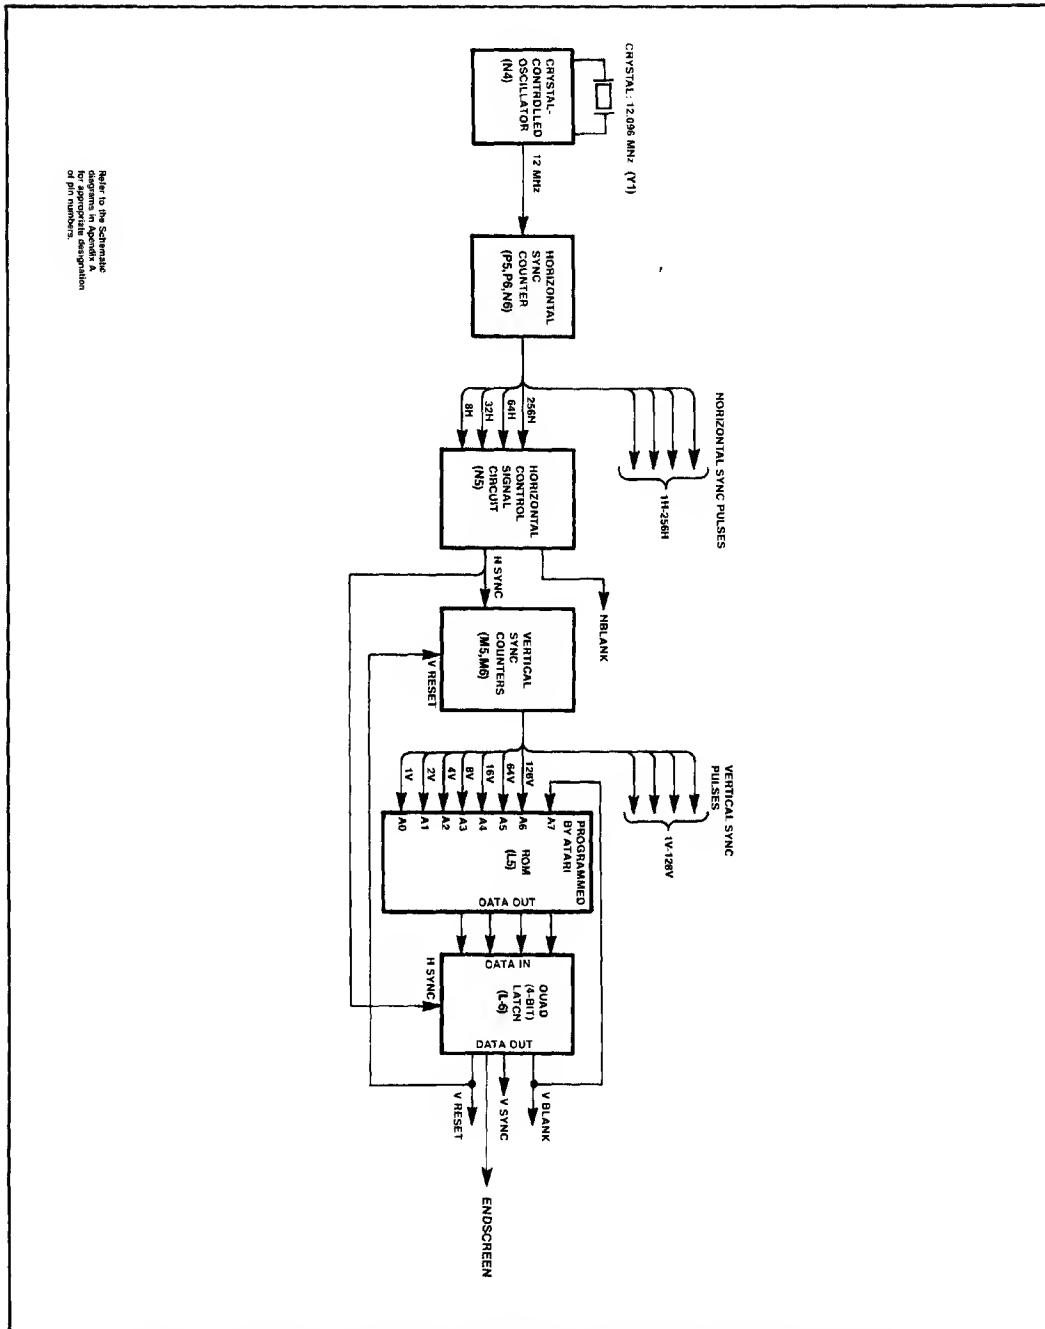 CRYSTAL: 12.096 MNz (Y1)
CRYSTAL-
CONTROLLED
OSCILLATOR
(N4)
12 MHz
HORIZONTAL
SYNC
COUNTER
(P5,P6,N6)
NORIZONTAL SYNC PULSES
1H-256H
256N
64H
32H
8H
HORIZONTAL
CONTROL
SIGNAL
CIRCUIT
(N5)
NBLANK
H SYNC
VERTICAL
SYNC
COUNTERS
(M5,M6)
V RESET
VERTICAL SYNC
PULSES
1V-128V
128V
64V
16V
8V
4V
2V
1V
PROGRAMMED
BY ATARI
A7
A6
A5
A4
A3
A2
A1
A0
ROM
(L5)
DATA OUT
DATA IN
QUAD
(4-BIT)
LATCN
(L-6)
H SYNC
DATA OUT
V BLANK
V SYNC
V RESET
ENDSCREEN
Refer to the Schematic
diagrams in Apendix A
for appropriate designation
of pin numbers.